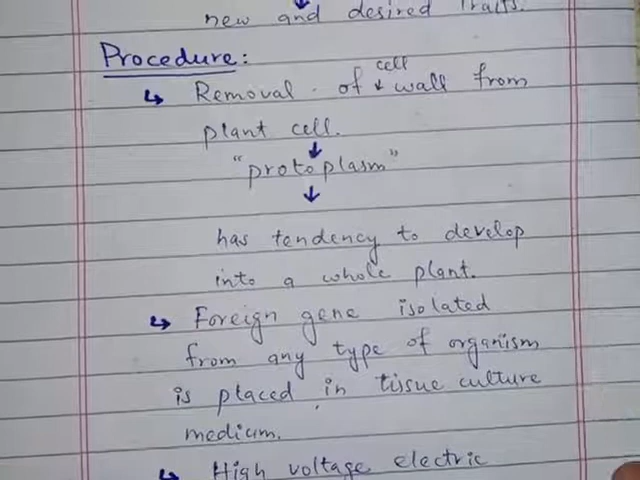 new and desired traits.
Procedure:
↳ Removal of cell wall from
plant cell.
↓
"protoplasm"
↓
has tendency to develop
into a whole plant.
↳ Foreign gene isolated
from any type of organism
is placed in tissue culture
medium.
↳ High voltage electric